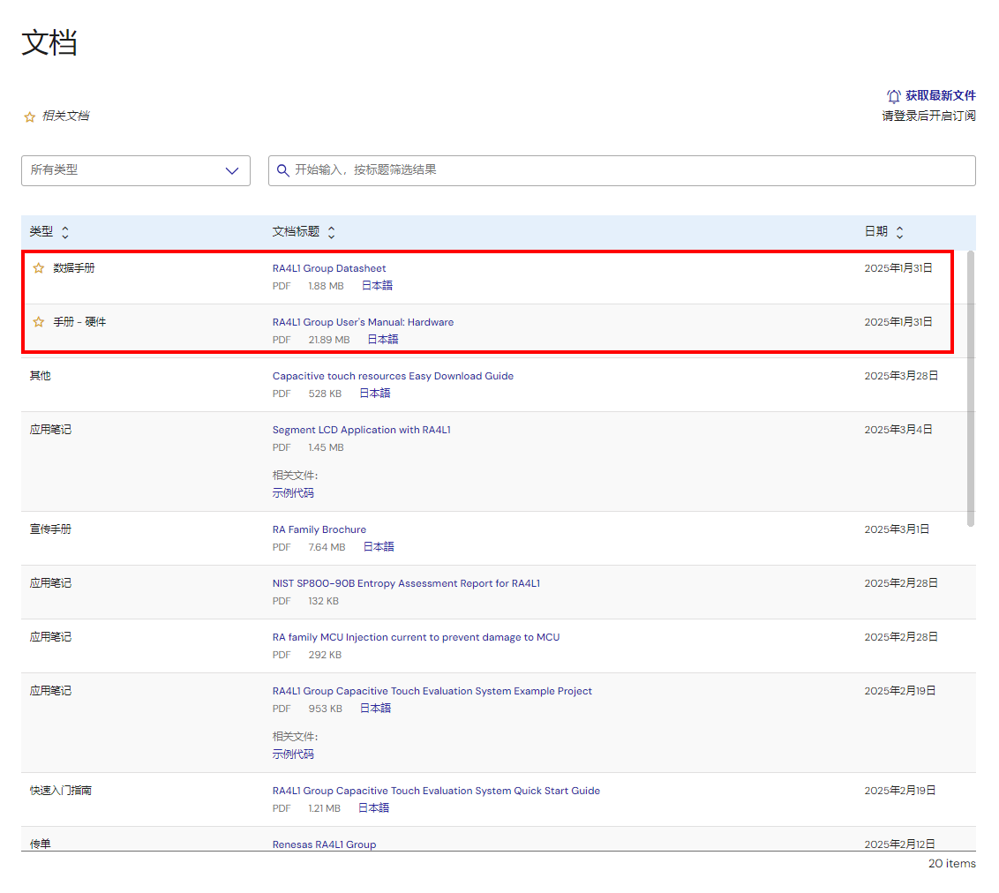 文档
获取最新文件
相关文档
请登录后开启订阅
所有类型
开始输入，按标题筛选结果
类型 文档标题 日期
数据手册 RA4L1 Group Datasheet 2025年1月31日
PDF 1.88 MB 日本語
手册 - 硬件 RA4L1 Group User's Manual: Hardware 2025年1月31日
PDF 21.89 MB 日本語
其他 Capacitive touch resources Easy Download Guide 2025年3月28日
PDF 528 KB 日本語
应用笔记 Segment LCD Application with RA4L1 2025年3月4日
PDF 1.45 MB
相关文件:
示例代码
宣传手册 RA Family Brochure 2025年3月1日
PDF 7.64 MB 日本語
应用笔记 NIST SP800-90B Entropy Assessment Report for RA4L1 2025年2月28日
PDF 132 KB
应用笔记 RA family MCU Injection current to prevent damage to MCU 2025年2月28日
PDF 292 KB
应用笔记 RA4L1 Group Capacitive Touch Evaluation System Example Project 2025年2月19日
PDF 953 KB 日本語
相关文件:
示例代码
快速入门指南 RA4L1 Group Capacitive Touch Evaluation System Quick Start Guide 2025年2月19日
PDF 1.21 MB 日本語
传单 Renesas RA4L1 Group 2025年2月12日
20 items